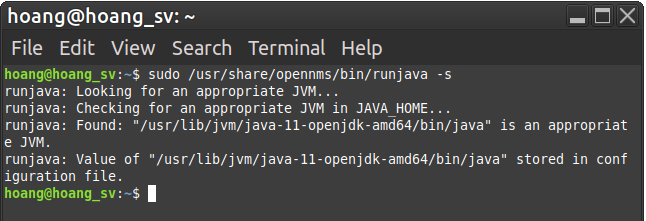 hoang@hoang_sv: ~
File Edit View Search Terminal Help
hoang@hoang_sv:~$ sudo /usr/share/opennms/bin/runjava -s
runjava: Looking for an appropriate JVM...
runjava: Checking for an appropriate JVM in JAVA_HOME...
runjava: Found: "/usr/lib/jvm/java-11-openjdk-amd64/bin/java" is an appropriat
e JVM.
runjava: Value of "/usr/lib/jvm/java-11-openjdk-amd64/bin/java" stored in conf
iguration file.
hoang@hoang_sv:~$